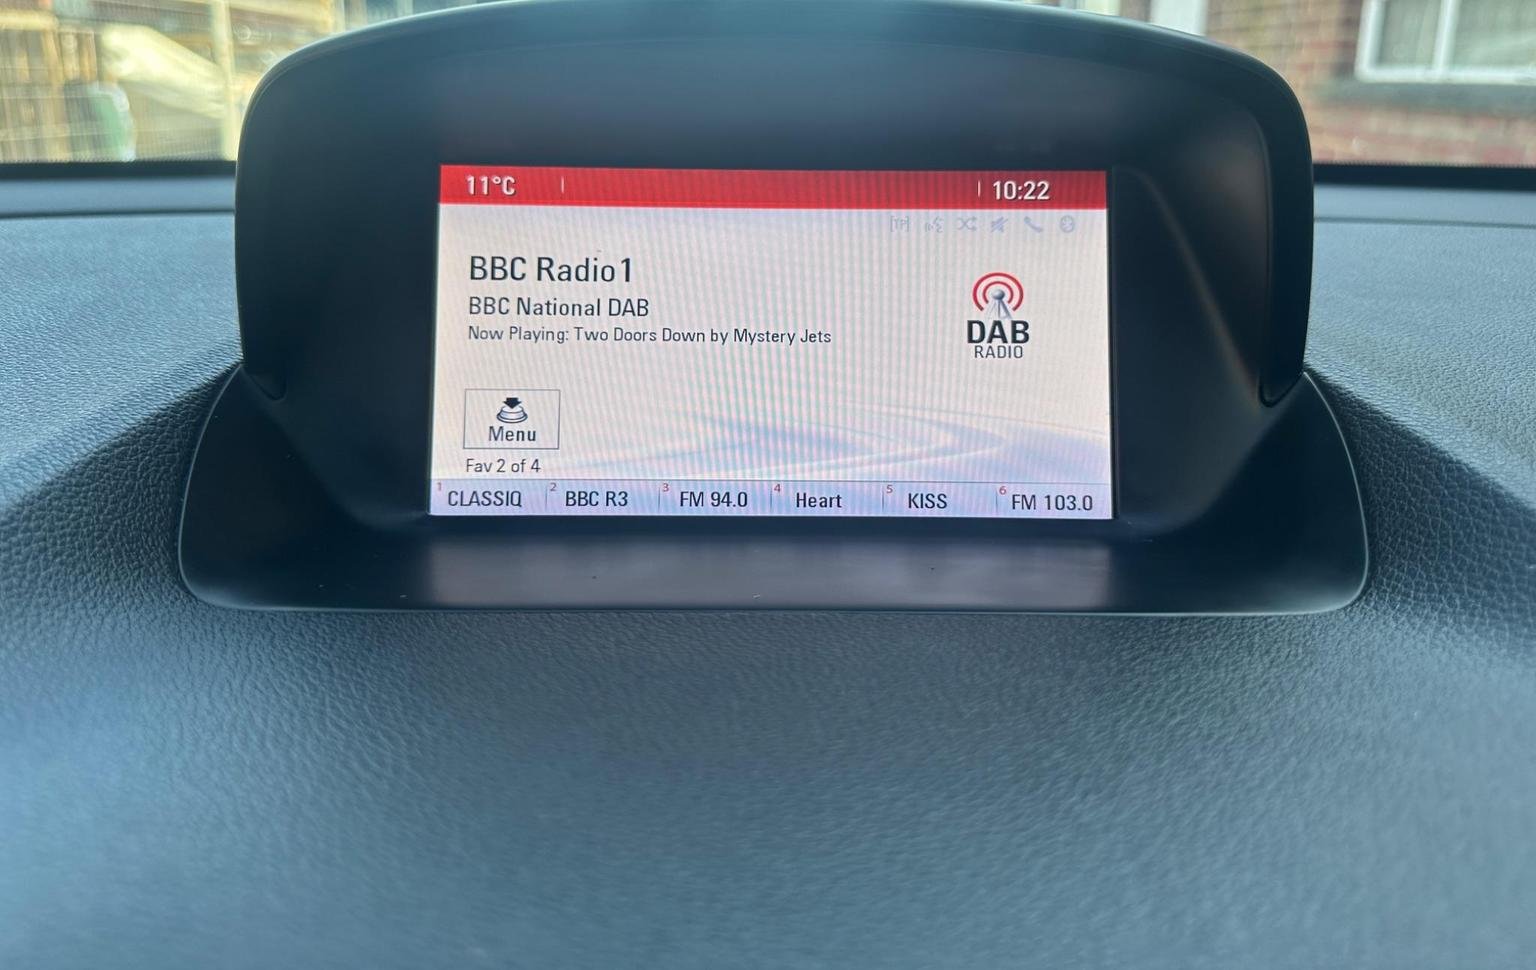 11°C 10:22
[TP]
BBC Radio1
BBC National DAB
Now Playing: Two Doors Down by Mystery Jets
DAB
RADIO
Menu
Fav 2 of 4
1 CLASSIQ 2 BBC R3 3 FM 94.0 4 Heart 5 KISS 6 FM 103.0